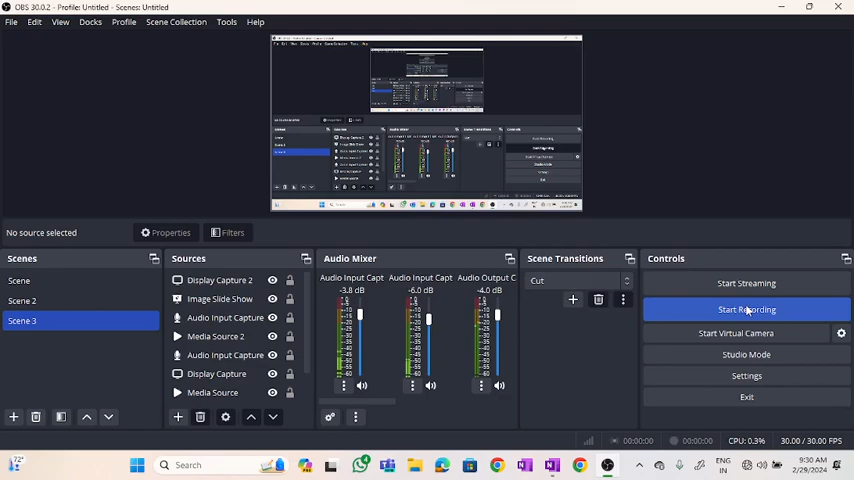 OBS 30.0.2 - Profile: Untitled - Scenes: Untitled
File Edit View Docks Profile Scene Collection Tools Help
No source selected
Properties
Filters
Scenes
Scene
Scene 2
Scene 3
Sources
Display Capture 2
Image Slide Show
Audio Input Capture
Media Source 2
Audio Input Capture
Display Capture
Media Source
Audio Mixer
Audio Input Capt Audio Input Capt Audio Output C
-3.8 dB -6.0 dB -4.0 dB
Scene Transitions
Cut
Controls
Start Streaming
Start Recording
Start Virtual Camera
Studio Mode
Settings
Exit
00:00:00 00:00:00 CPU: 0.3% 30.00 / 30.00 FPS
72°
Search
ENG
IN
9:30 AM
2/29/2024